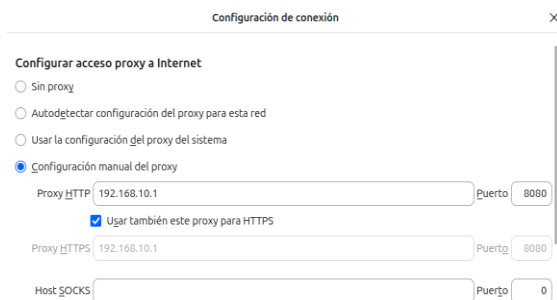 Configuración de conexión
Configurar acceso proxy a Internet
Sin proxy
Autodetectar configuración del proxy para esta red
Usar la configuración del proxy del sistema
Configuración manual del proxy
Proxy HTTP 192.168.10.1 Puerto 8080
Usar también este proxy para HTTPS
Proxy HTTPS 192.168.10.1 Puerto 8080
Host SOCKS Puerto 0